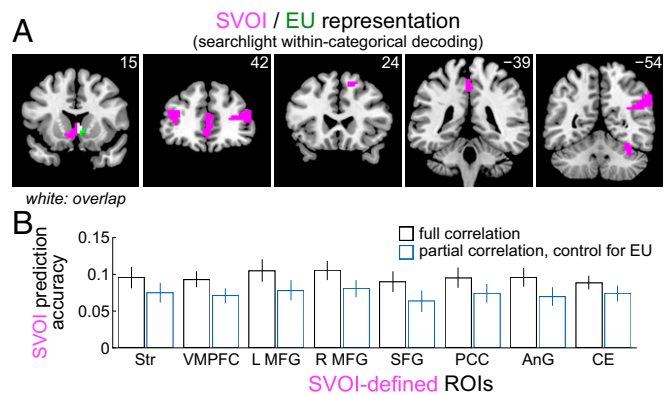 A
SVOI / EU representation
(searchlight within-categorical decoding)
15
42
24
−39
−54
white: overlap
B
full correlation
partial correlation, control for EU
SVOI prediction
accuracy
0.15
0.1
0.05
0
Str VMPFC L MFG R MFG SFG PCC AnG CE
SVOI-defined ROIs